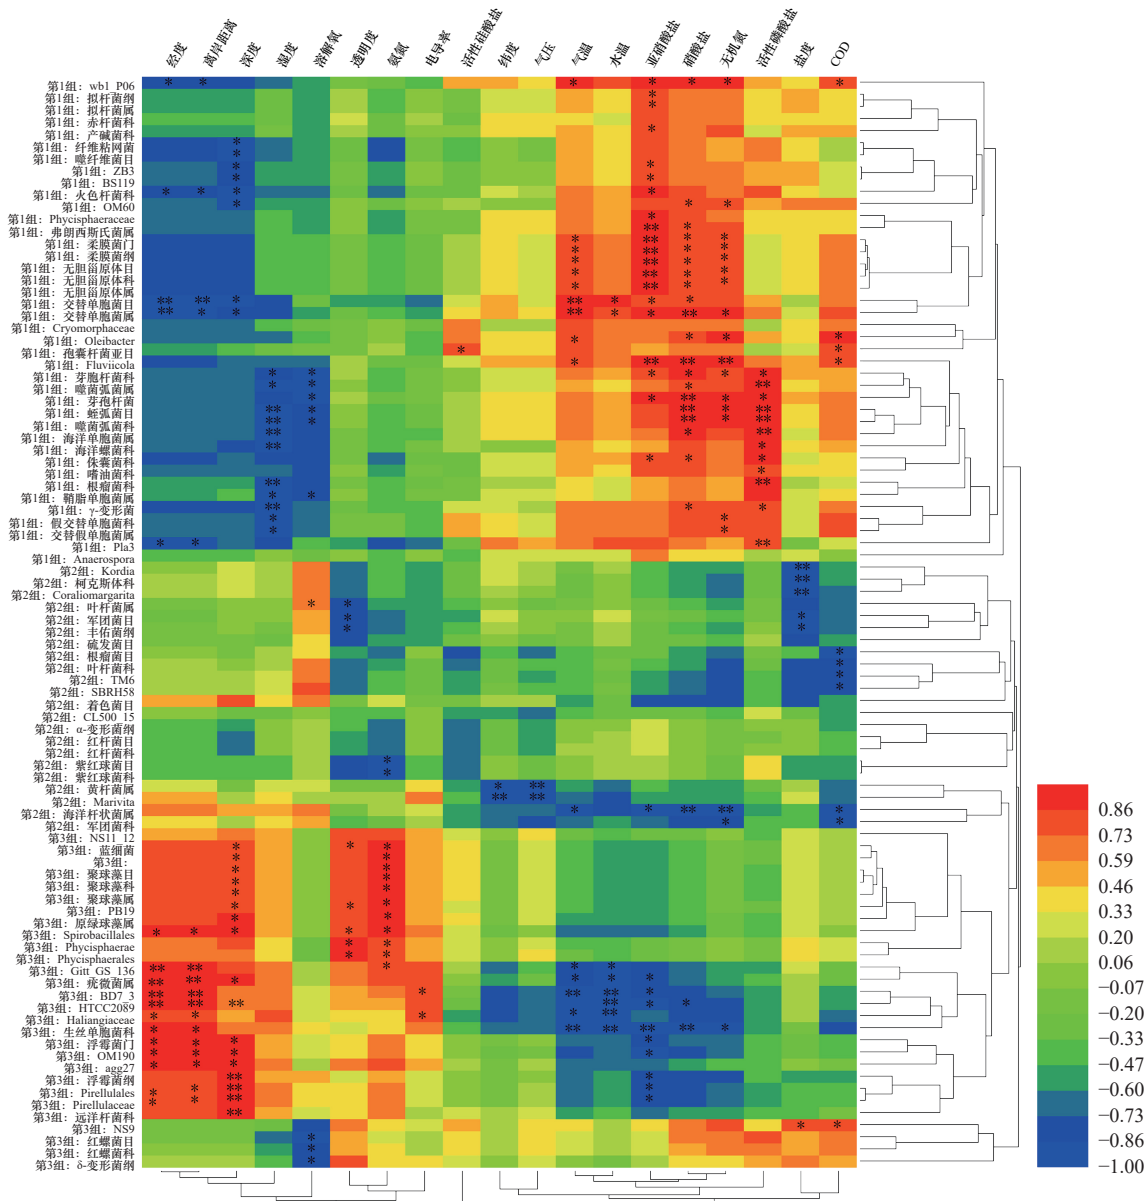 经度
离岸距离
深度
湿度
溶解氧
透明度
氨氮
电导率
活性硅酸盐
纬度
气压
气温
水温
亚硝酸盐
硝酸盐
无机氮
活性磷酸盐
盐度
COD
第1组：wb1_P06
第1组：拟杆菌纲
第1组：拟杆菌属
第1组：赤杆菌科
第1组：产碱菌科
第1组：纤维粘网菌
第1组：噬纤维菌目
第1组：ZB3
第1组：BS119
第1组：火色杆菌科
第1组：OM60
第1组：Phycisphaeraceae
第1组：弗朗西斯氏菌属
第1组：柔膜菌门
第1组：柔膜菌纲
第1组：无胆甾原体目
第1组：无胆甾原体科
第1组：无胆甾原体属
第1组：交替单胞菌目
第1组：交替单胞菌属
第1组：Cryomorphaceae
第1组：Oleibacter
第1组：孢囊杆菌亚目
第1组：Fluviicola
第1组：芽胞杆菌科
第1组：噬菌弧菌属
第1组：芽孢杆菌
第1组：蛭弧菌目
第1组：噬菌弧菌科
第1组：海洋单胞菌属
第1组：海洋螺菌科
第1组：侏囊菌科
第1组：嗜油菌科
第1组：根瘤菌科
第1组：鞘脂单胞菌属
第1组：γ-变形菌
第1组：假交替单胞菌科
第1组：交替假单胞菌属
第1组：Pla3
第1组：Anaerospora
第2组：Kordia
第2组：柯克斯体科
第2组：Coraliomargarita
第2组：叶杆菌属
第2组：军团菌目
第2组：丰佑菌纲
第2组：硫发菌目
第2组：根瘤菌目
第2组：叶杆菌科
第2组：TM6
第2组：SBRH58
第2组：着色菌目
第2组：CL500_15
第2组：α-变形菌纲
第2组：红杆菌目
第2组：红杆菌科
第2组：紫红球菌目
第2组：紫红球菌科
第2组：黄杆菌属
第2组：Marivita
第2组：海洋杆状菌属
第2组：军团菌科
第3组：NS11_12
第3组：蓝细菌
第3组：
第3组：聚球藻目
第3组：聚球藻科
第3组：聚球藻属
第3组：PB19
第3组：原绿球藻属
第3组：Spirobacillales
第3组：Phycisphaerae
第3组：Phycisphaerales
第3组：Gitt_GS_136
第3组：疣微菌属
第3组：BD7_3
第3组：HTCC2089
第3组：Haliangiaceae
第3组：生丝单胞菌科
第3组：浮霉菌门
第3组：OM190
第3组：agg27
第3组：浮霉菌纲
第3组：Pirellulales
第3组：Pirellulaceae
第3组：远洋杆菌科
第3组：NS9
第3组：红螺菌目
第3组：红螺菌科
第3组：δ-变形菌纲
0.86
0.73
0.59
0.46
0.33
0.20
0.06
−0.07
−0.20
−0.33
−0.47
−0.60
−0.73
−0.86
−1.00